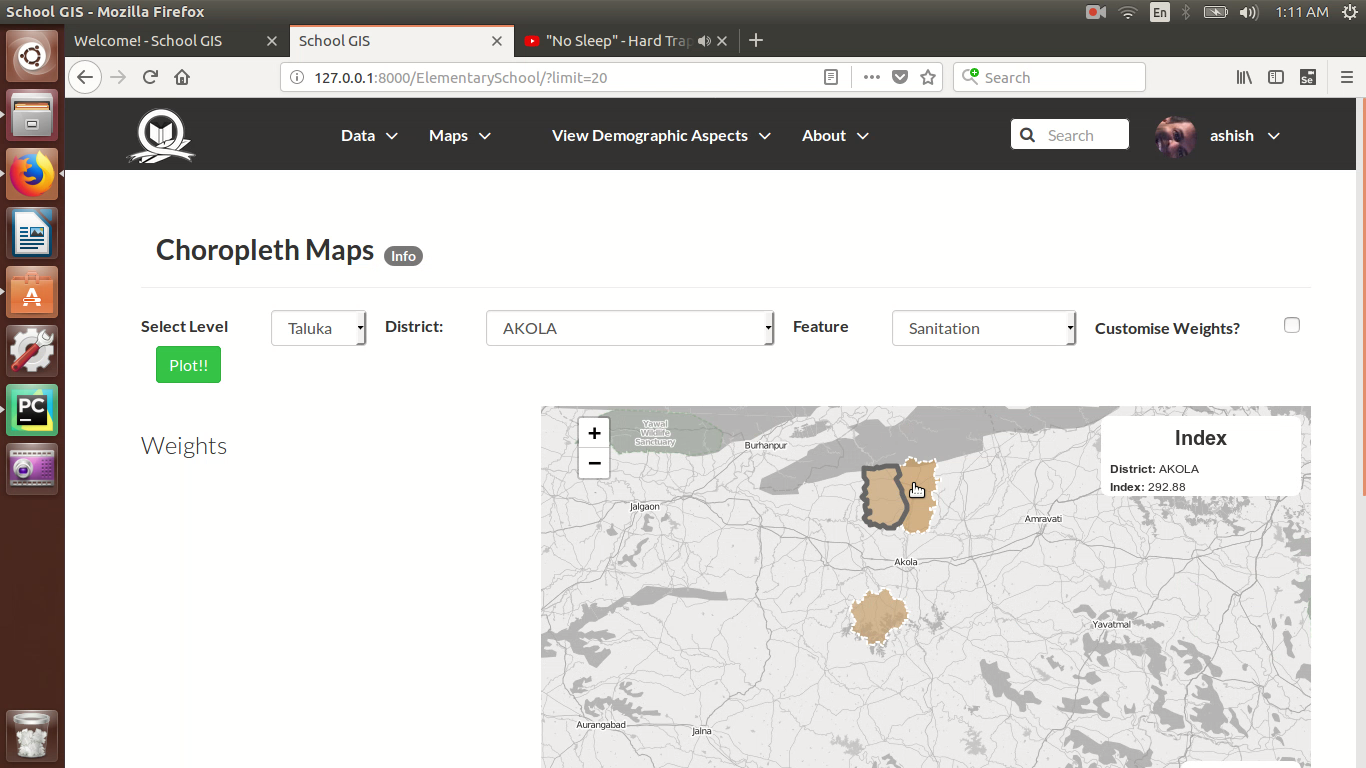 School GIS - Mozilla Firefox
En
1:11 AM
Welcome! - School GIS
School GIS
"No Sleep" - Hard Trap
127.0.0.1:8000/ElementarySchool/?limit=20
Search
Se
Data
Maps
View Demographic Aspects
About
Search
ashish
Choropleth Maps
Info
Select Level
Taluka
District:
AKOLA
Feature
Sanitation
Customise Weights?
Plot!!
Weights
+
−
Yawal
Wildlife
Sanctuary
Burhanpur
Index
District: AKOLA
Index: 292.88
Jalgaon
Amravati
Akola
Yavatmal
Aurangabad
Jalna
A
PC